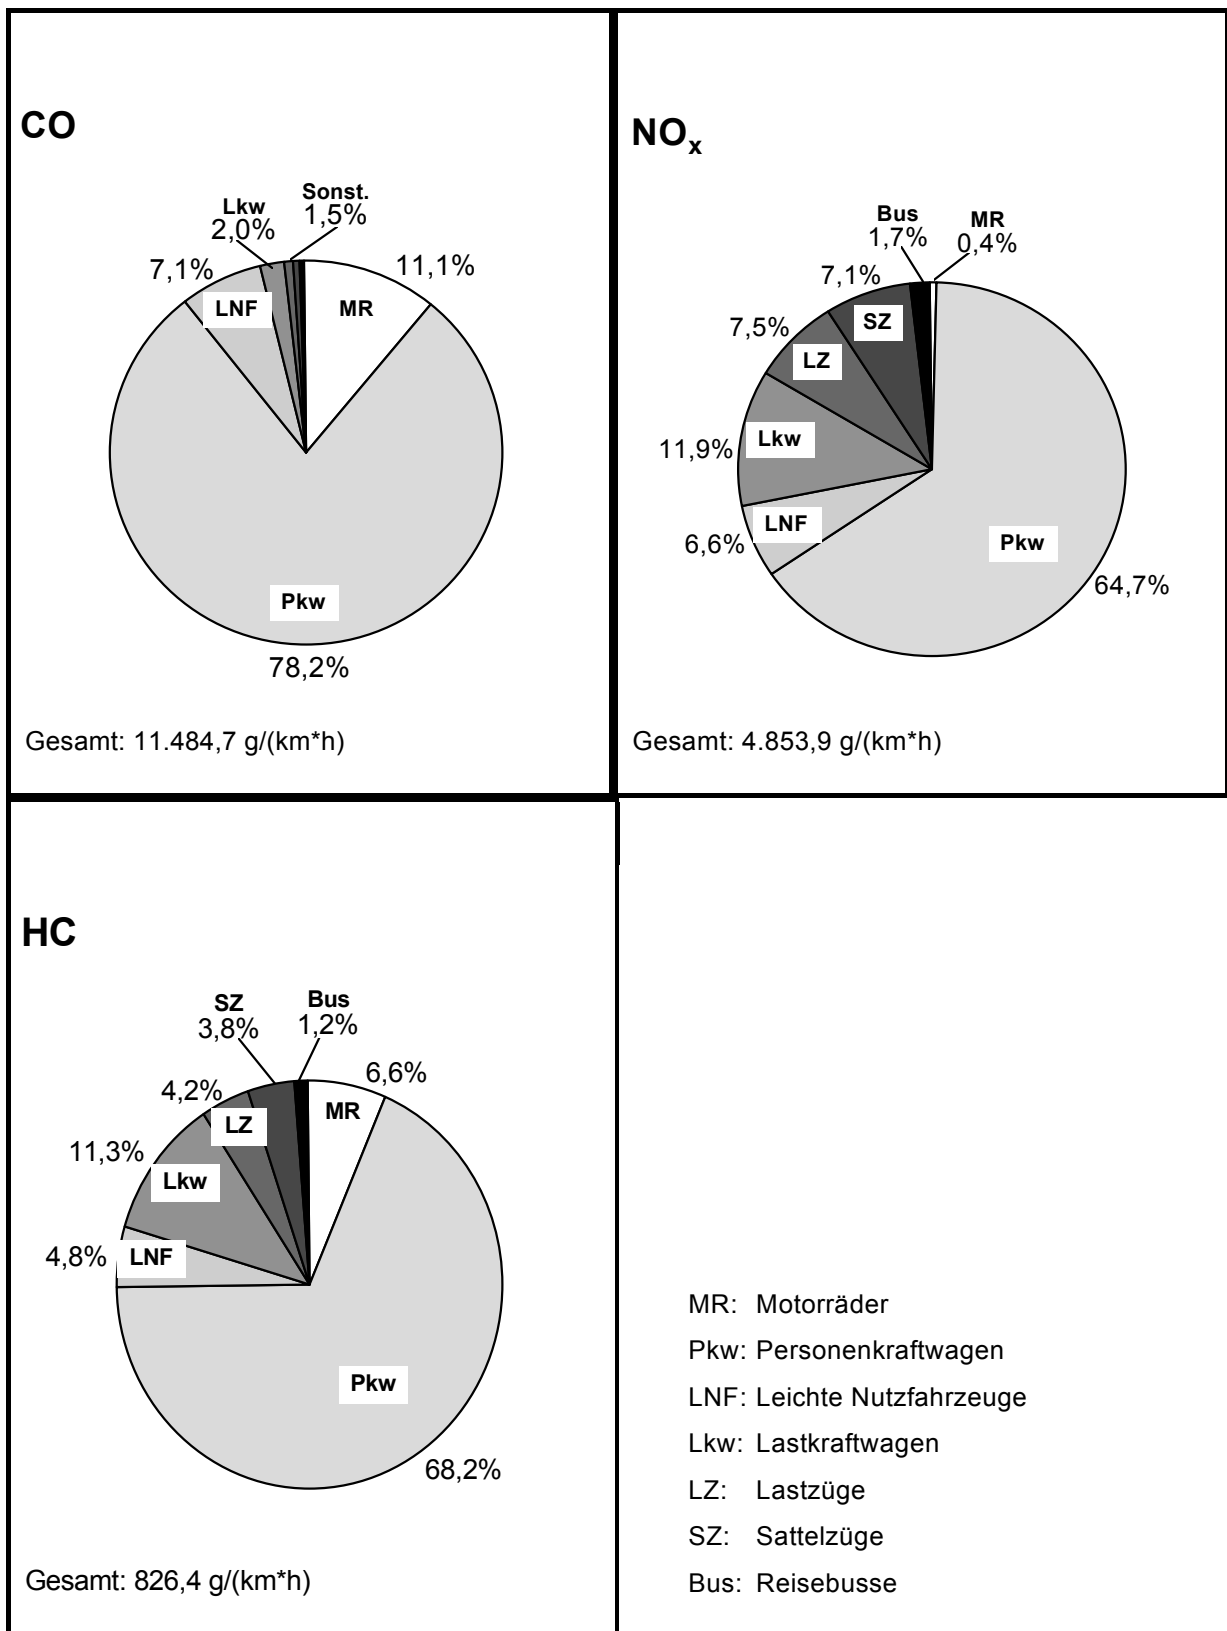 CO
Sonst.
1,5%
Lkw
2,0%
7,1%
11,1%
LNF
MR
Pkw
78,2%
Gesamt: 11.484,7 g/(km*h)
NOx
Bus
1,7%
MR
0,4%
7,1%
SZ
7,5%
LZ
11,9%
Lkw
LNF
6,6%
Pkw
64,7%
Gesamt: 4.853,9 g/(km*h)
HC
SZ
3,8%
Bus
1,2%
6,6%
4,2%
MR
LZ
11,3%
Lkw
4,8%
LNF
Pkw
68,2%
Gesamt: 826,4 g/(km*h)
MR: Motorräder
Pkw: Personenkraftwagen
LNF: Leichte Nutzfahrzeuge
Lkw: Lastkraftwagen
LZ: Lastzüge
SZ: Sattelzüge
Bus: Reisebusse